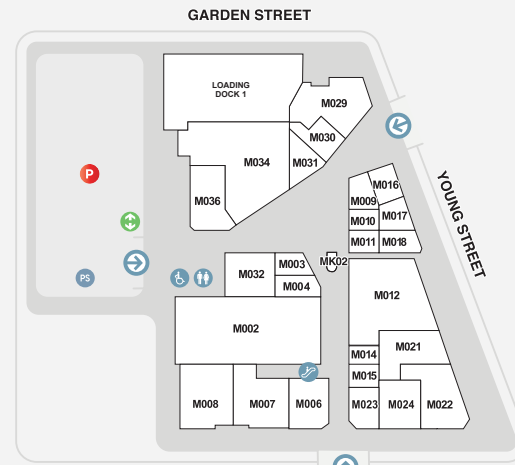 GARDEN STREET
LOADING
DOCK 1
M029
M030
M034
M031
P
M016
M036
M009
M017
M010
YOUNG STREET
M011
M018
MK02
M003
M032
PS
M004
M012
M002
M021
M014
M015
M008
M007
M006
M023
M024
M022